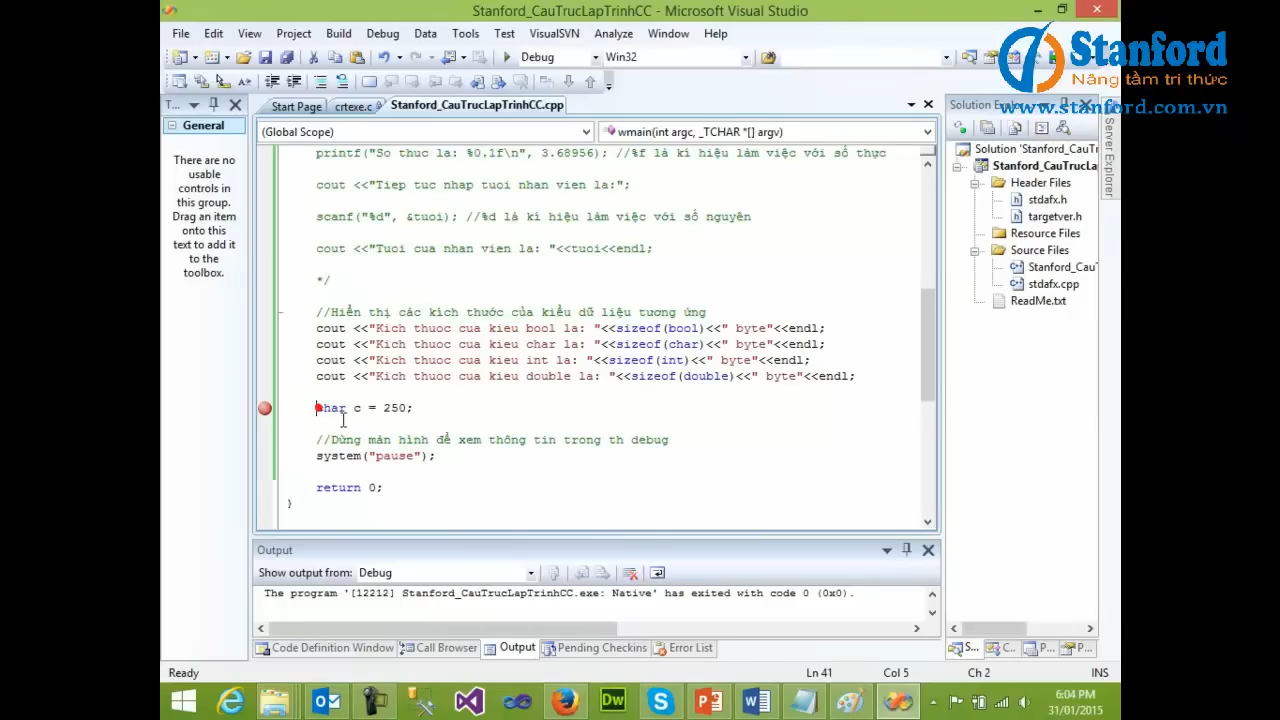 Stanford_CauTrucLapTrinhCC - Microsoft Visual Studio
File Edit View Project Build Debug Data Tools Test VisualSVN Analyze Window Help
Stanford
Nâng tầm tri thức
www.stanford.com.vn
Debug Win32
T... Start Page crtexe.c Stanford_CauTrucLapTrinhCC.cpp Solution Explo
General (Global Scope) wmain(int argc, _TCHAR *[] argv)
There are no usable controls in this group. Drag an item onto this text to add it to the toolbox.
printf("So thuc la: %0.1f\n", 3.68956); //%f là kí hiệu làm việc với số thực
cout <<"Tiep tuc nhap tuoi nhan vien la:";
scanf("%d", &tuoi); //%d là kí hiệu làm việc với số nguyên
cout <<"Tuoi cua nhan vien la: "<<tuoi<<endl;
*/
//Hiển thị các kích thước của kiểu dữ liệu tương ứng
cout <<"Kich thuoc cua kieu bool la: "<<sizeof(bool)<<" byte"<<endl;
cout <<"Kich thuoc cua kieu char la: "<<sizeof(char)<<" byte"<<endl;
cout <<"Kich thuoc cua kieu int la: "<<sizeof(int)<<" byte"<<endl;
cout <<"Kich thuoc cua kieu double la: "<<sizeof(double)<<" byte"<<endl;
char c = 250;
//Dừng màn hình để xem thông tin trong th debug
system("pause");
return 0;
}
Solution 'Stanford_CauTr
Stanford_CauTrucLa
Header Files
stdafx.h
targetver.h
Resource Files
Source Files
Stanford_Cau
stdafx.cpp
ReadMe.txt
Server Explorer
Output
Show output from: Debug
The program '[12212] Stanford_CauTrucLapTrinhCC.exe: Native' has exited with code 0 (0x0).
Code Definition Window Call Browser Output Pending Checkins Error List S... C... P... P...
Ready Ln 41 Col 5 Ch 2 INS
Dw
6:04 PM
31/01/2015